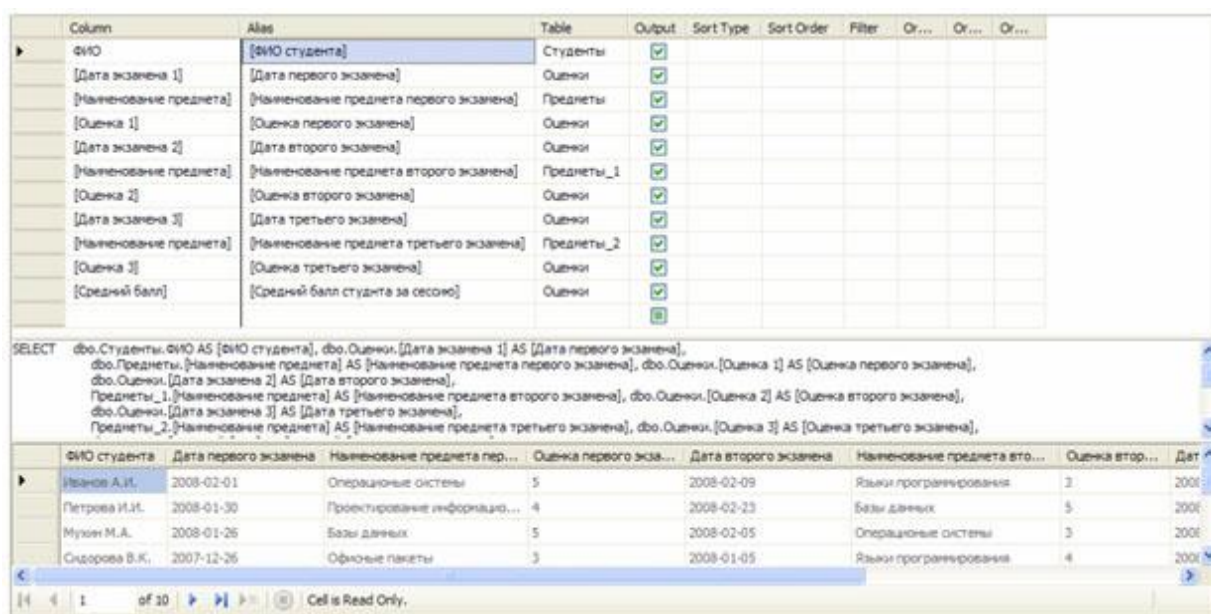 Column Alias Table Output Sort Type Sort Order Filter Or... Or... Or...
ФИО [ФИО студента] Студенты
[Дата экзамена 1] [Дата первого экзамена] Оценки
[Наименование предмета] [Наименование предмета первого экзамена] Предметы
[Оценка 1] [Оценка первого экзамена] Оценки
[Дата экзамена 2] [Дата второго экзамена] Оценки
[Наименование предмета] [Наименование предмета второго экзамена] Предметы_1
[Оценка 2] [Оценка второго экзамена] Оценки
[Дата экзамена 3] [Дата третьего экзамена] Оценки
[Наименование предмета] [Наименование предмета третьего экзамена] Предметы_2
[Оценка 3] [Оценка третьего экзамена] Оценки
[Средний балл] [Средний балл студнта за сессию] Оценки
SELECT dbo.Студенты.ФИО AS [ФИО студента], dbo.Оценки.[Дата экзамена 1] AS [Дата первого экзамена],
dbo.Предметы.[Наименование предмета] AS [Наименование предмета первого экзамена], dbo.Оценки.[Оценка 1] AS [Оценка первого экзамена],
dbo.Оценки.[Дата экзамена 2] AS [Дата второго экзамена],
Предметы_1.[Наименование предмета] AS [Наименование предмета второго экзамена], dbo.Оценки.[Оценка 2] AS [Оценка второго экзамена],
dbo.Оценки.[Дата экзамена 3] AS [Дата третьего экзамена],
Предметы_2.[Наименование предмета] AS [Наименование предмета третьего экзамена], dbo.Оценки.[Оценка 3] AS [Оценка третьего экзамена],
ФИО студента Дата первого экзамена Наименование предмета пер... Оценка первого экза... Дата второго экзамена Наименование предмета вто... Оценка втор... Дат
Иванов А.И. 2008-02-01 Операционые системы 5 2008-02-09 Языки программирования 3 2008
Петрова И.И. 2008-01-30 Проектирование информацио... 4 2008-02-23 Базы данных 5 2008
Мухин М.А. 2008-01-26 Базы данных 5 2008-02-05 Операционые системы 3 2008
Сидорова В.К. 2007-12-26 Офисные пакеты 3 2008-01-05 Языки программирования 4 2008
1 of 10 Cell is Read Only.